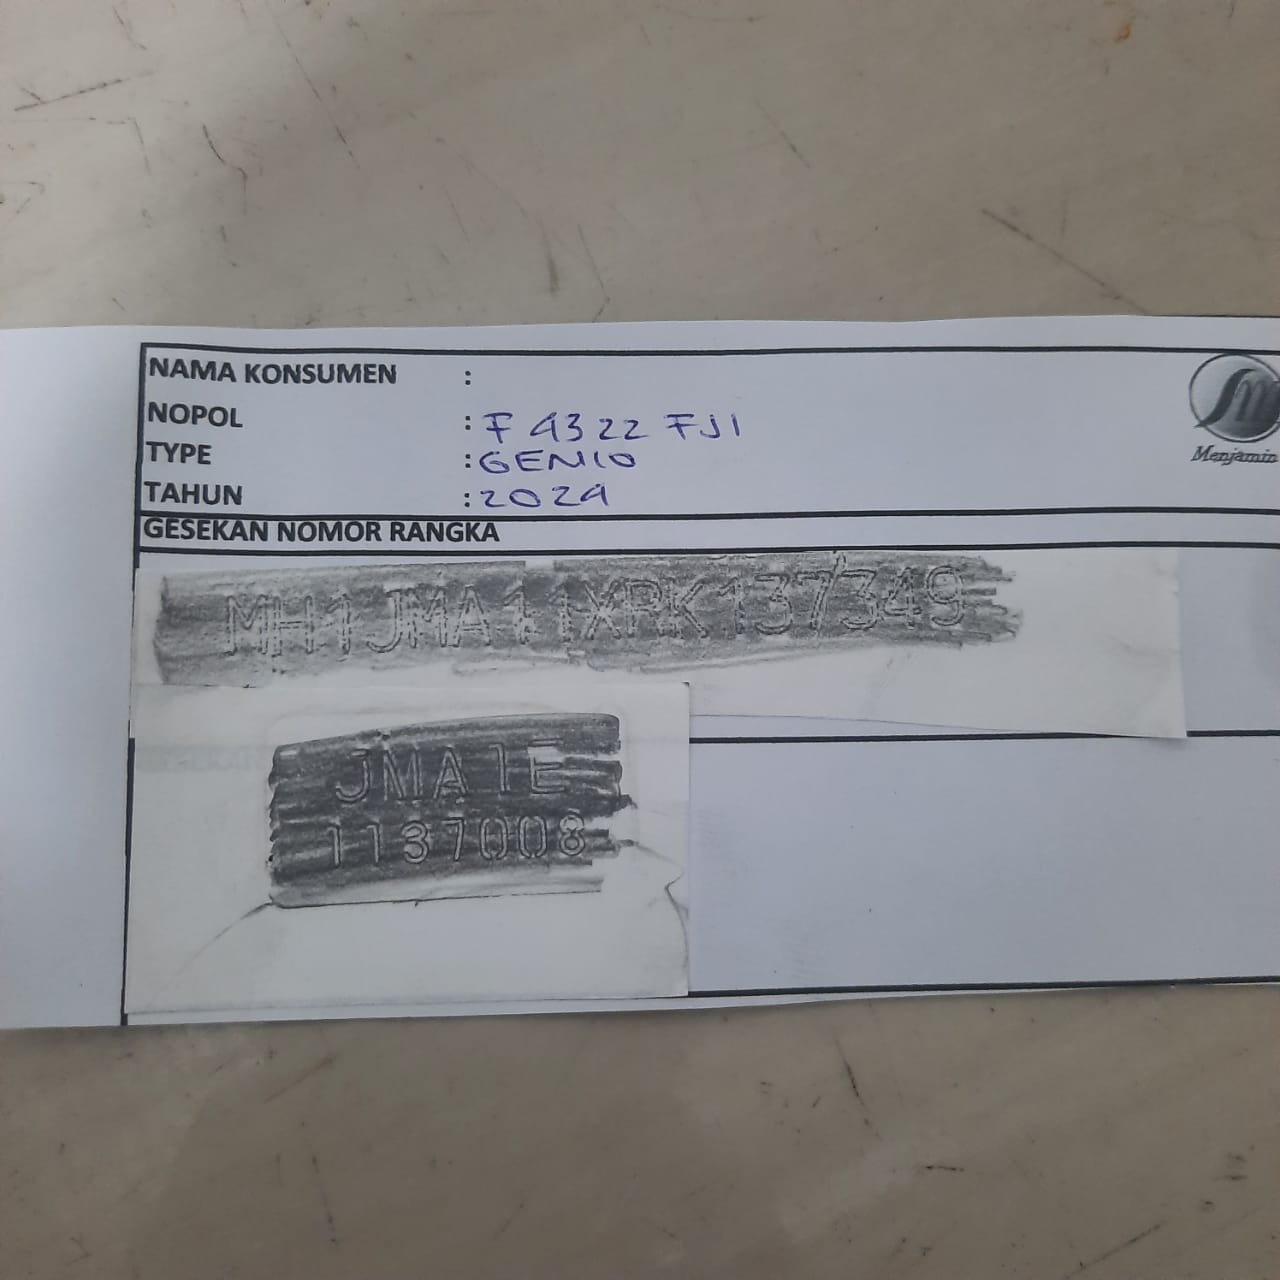 NAMA KONSUMEN :
NOPOL : F 4322 FJI
TYPE : GENIO
TAHUN : 2024
Menjamin
GESEKAN NOMOR RANGKA
MH1JMA11XRK137349
JMA1E
1137008